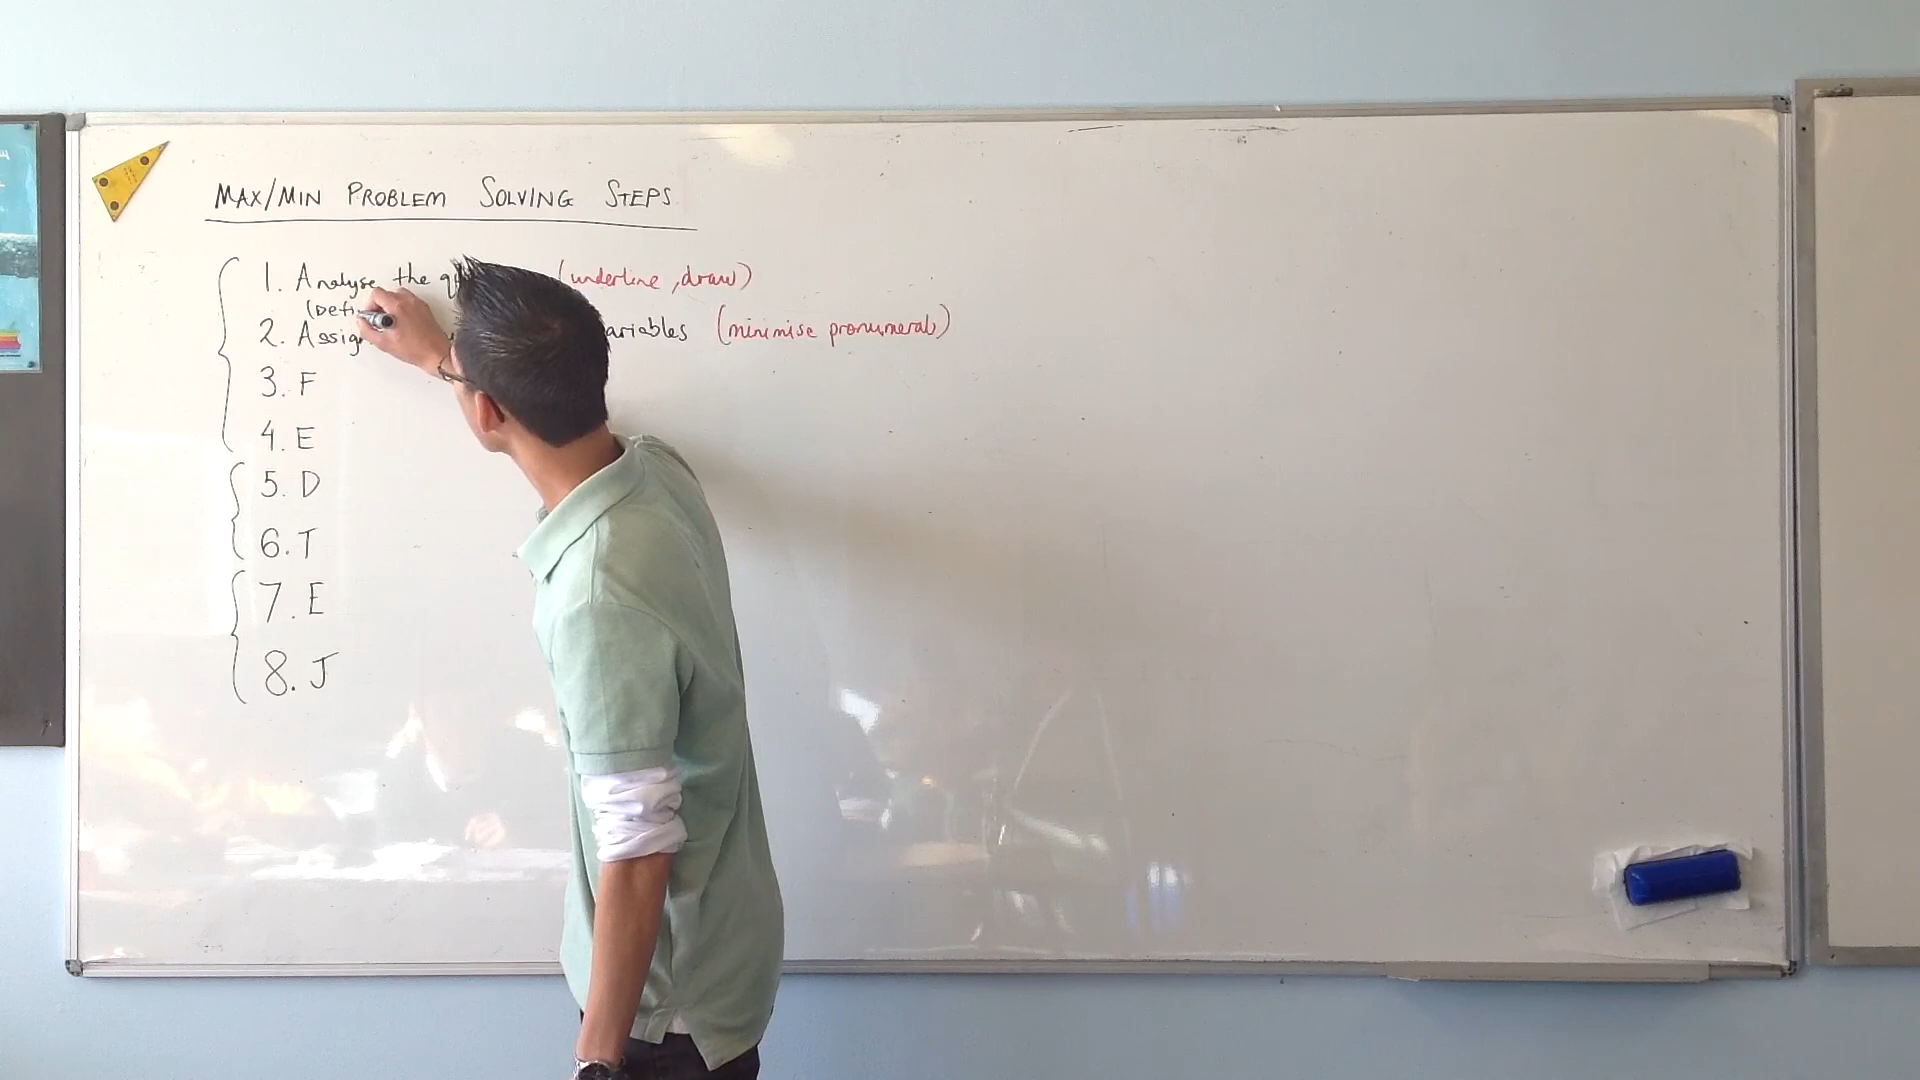 MAX/MIN PROBLEM SOLVING STEPS
1. Analyse the (underline, draw)
(Defi
2. Assig ariables (minimise pronumerals)
3. F
4. E
5. D
6. T
7. E
8. J